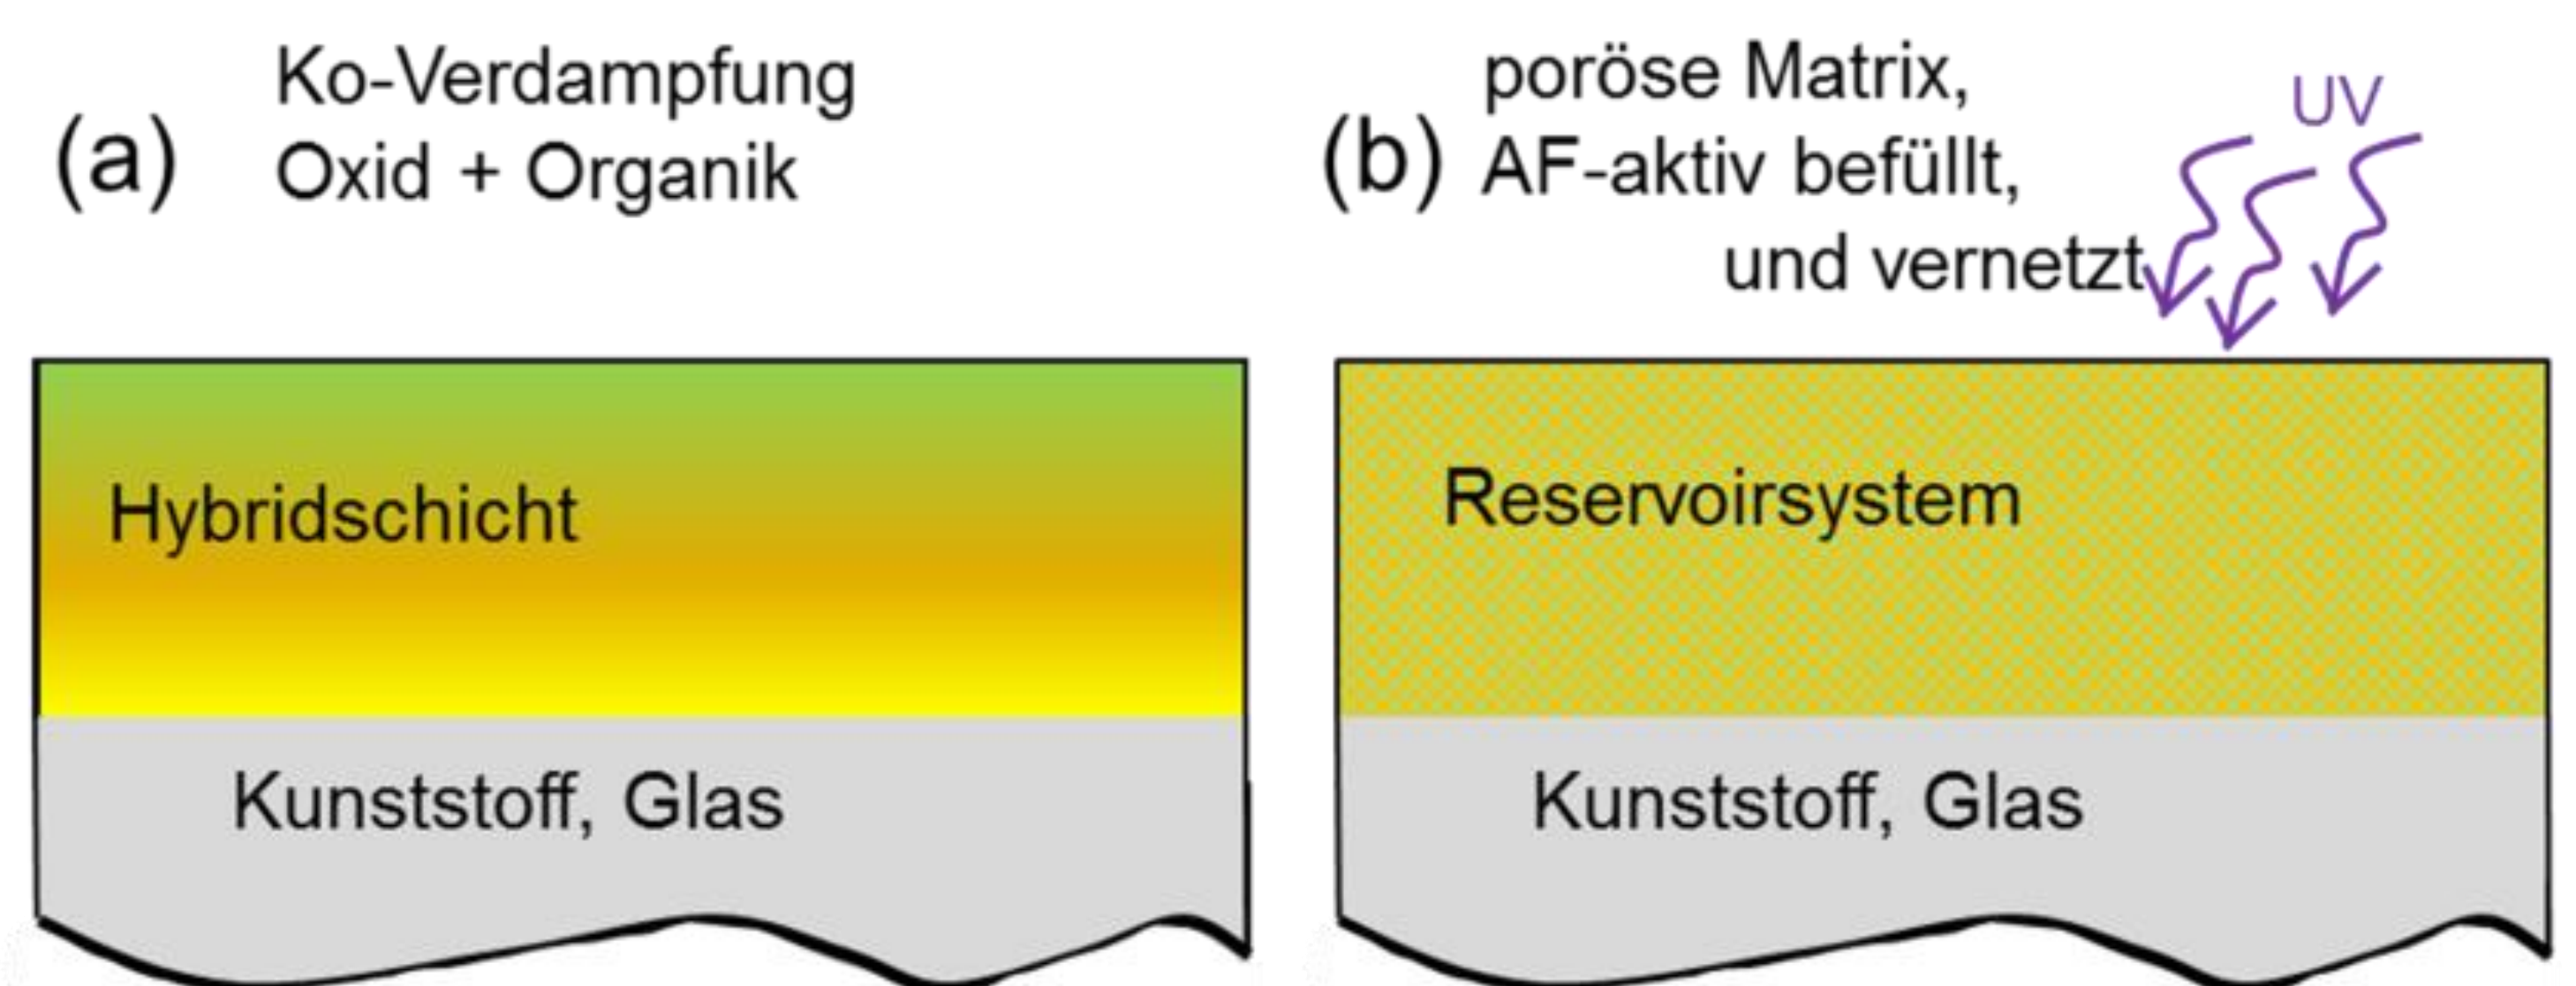 (a)
Ko-Verdampfung
Oxid + Organik
Hybridschicht
Kunststoff, Glas
(b)
poröse Matrix,
AF-aktiv befüllt,
und vernetzt
UV
Reservoirsystem
Kunststoff, Glas